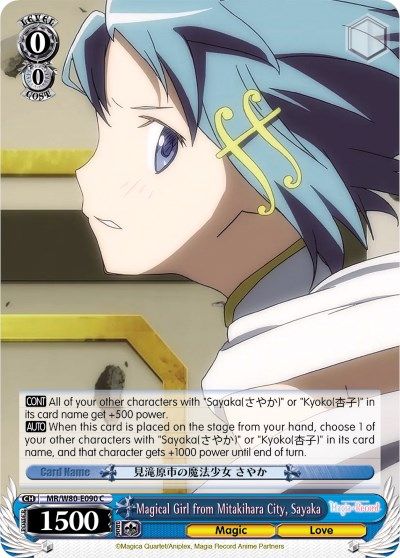 LEVEL
0
0
COST
CONT All of your other characters with "Sayaka(さやか)" or "Kyoko(杏子)" in
its card name get +500 power.
AUTO When this card is placed on the stage from your hand, choose 1 of
your other characters with "Sayaka(さやか)" or "Kyoko(杏子)" in its card
name, and that character gets +1000 power until end of turn.
Card Name 見滝原市の魔法少女 さやか
CH MR/W80-E090 C
Magical Girl from Mitakihara City, Sayaka
Magia Record
POWER
1500
Magic
Love
©Magica Quartet/Aniplex, Magia Record Anime Partners